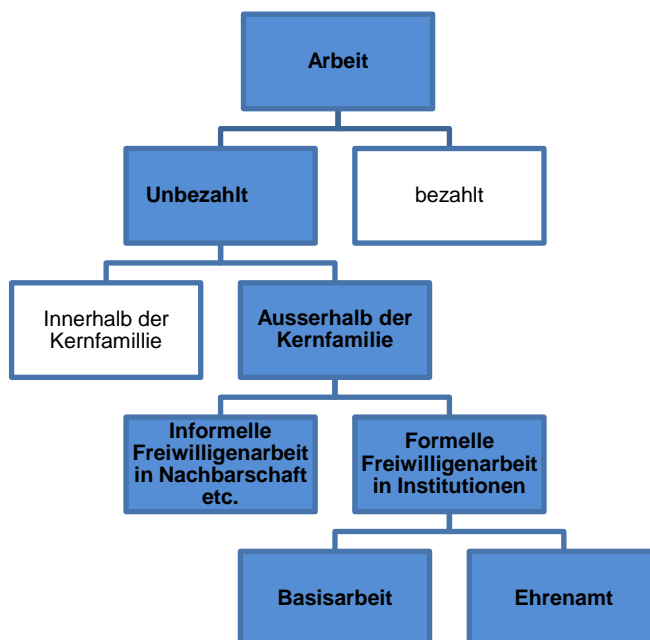 Arbeit
Unbezahlt
bezahlt
Innerhalb der
Kernfamillie
Ausserhalb der
Kernfamilie
Informelle
Freiwilligenarbeit
in Nachbarschaft
etc.
Formelle
Freiwilligenarbeit
in Institutionen
Basisarbeit
Ehrenamt